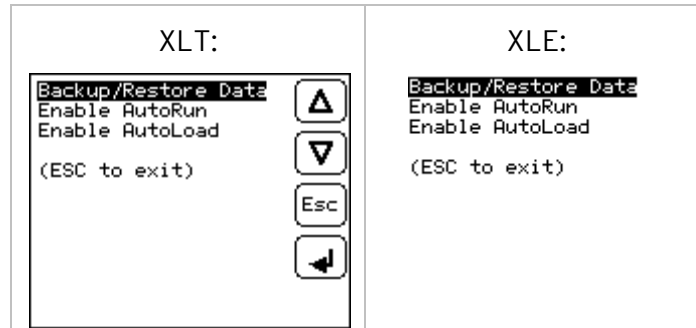 XLT:
Backup/Restore Data
Enable AutoRun
Enable AutoLoad
(ESC to exit)
Esc
XLE:
Backup/Restore Data
Enable AutoRun
Enable AutoLoad
(ESC to exit)